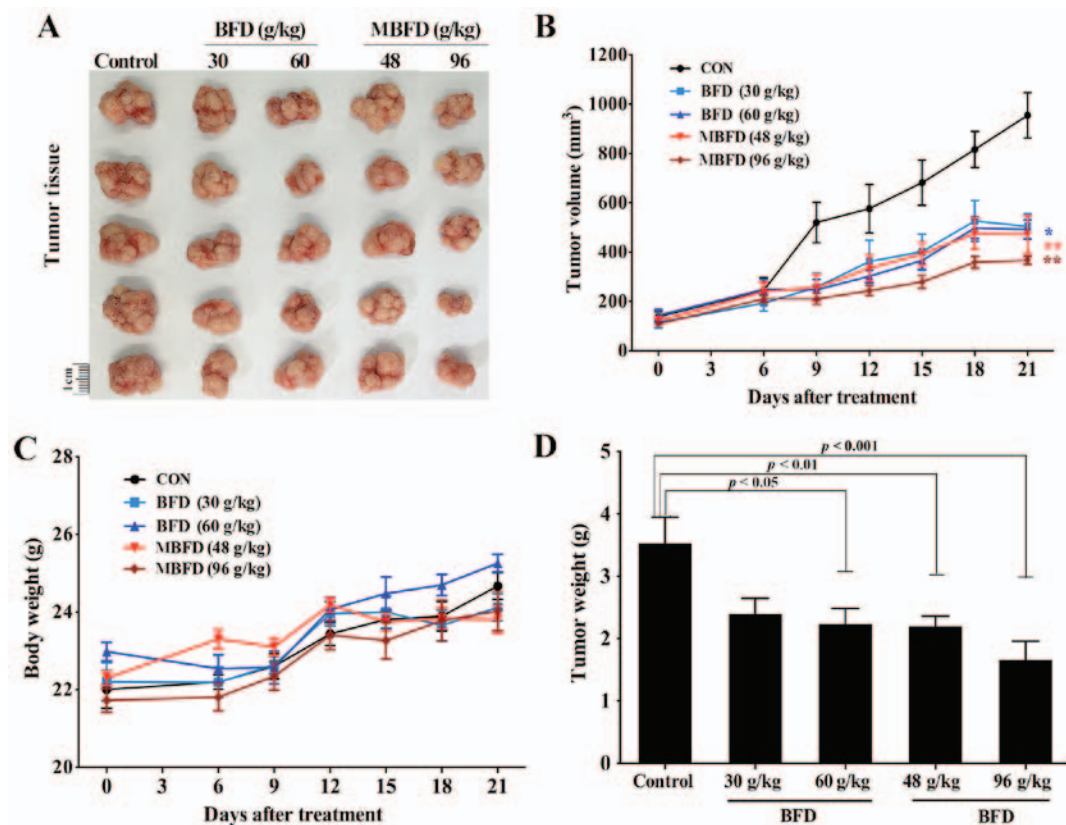 A
BFD (g/kg) MBFD (g/kg)
Control 30 60 48 96
Tumor tissue
1cm
B
CON
BFD (30 g/kg)
BFD (60 g/kg)
MBFD (48 g/kg)
MBFD (96 g/kg)
Tumor volume (mm³)
1200
1000
800
600
400
200
0
*
**
**
0 3 6 9 12 15 18 21
Days after treatment
C
CON
BFD (30 g/kg)
BFD (60 g/kg)
MBFD (48 g/kg)
MBFD (96 g/kg)
Body weight (g)
28
26
24
22
20
0 3 6 9 12 15 18 21
Days after treatment
D
p < 0.001
p < 0.01
p < 0.05
Tumor weight (g)
5
4
3
2
1
0
Control 30 g/kg 60 g/kg 48 g/kg 96 g/kg
BFD BFD